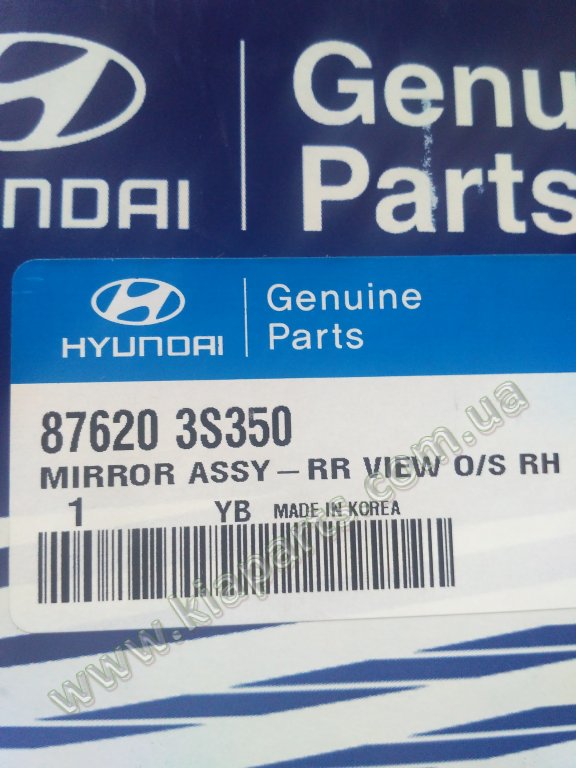 Genu
Parts
YUNDAI
HYUNDAI
Genuine
Parts
87620 3S350
MIRROR ASSY-RR VIEW O/S RH
1 YB MADE IN KOREA
www.kiaparts.com.ua